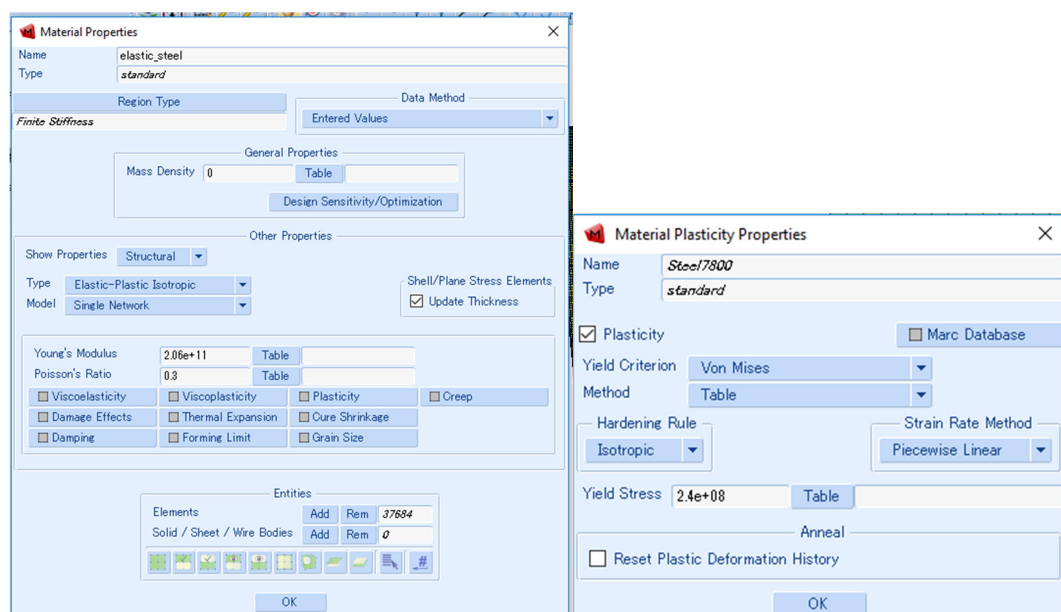 Material Properties
Name elastic_steel
Type standard
Region Type
Finite Stiffness
Data Method
Entered Values
General Properties
Mass Density 0 Table
Design Sensitivity/Optimization
Other Properties
Show Properties Structural
Type Elastic-Plastic Isotropic
Model Single Network
Shell/Plane Stress Elements
Update Thickness
Young's Modulus 2.06e+11 Table
Poisson's Ratio 0.3 Table
Viscoelasticity Viscoplasticity Plasticity Creep
Damage Effects Thermal Expansion Cure Shrinkage
Damping Forming Limit Grain Size
Entities
Elements Add Rem 37684
Solid / Sheet / Wire Bodies Add Rem 0
OK
Material Plasticity Properties
Name Steel7800
Type standard
Plasticity Marc Database
Yield Criterion Von Mises
Method Table
Hardening Rule
Isotropic
Strain Rate Method
Piecewise Linear
Yield Stress 2.4e+08 Table
Anneal
Reset Plastic Deformation History
OK